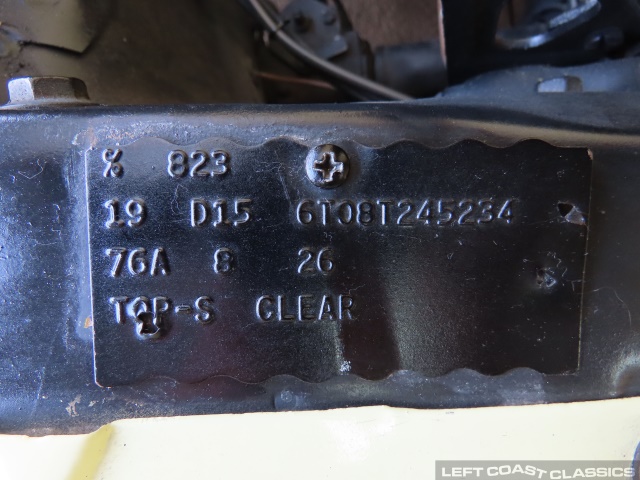 % 823
19 D15 6T08T245234
76A 8 26
TOP-S CLEAR
LEFT COAST CLASSICS